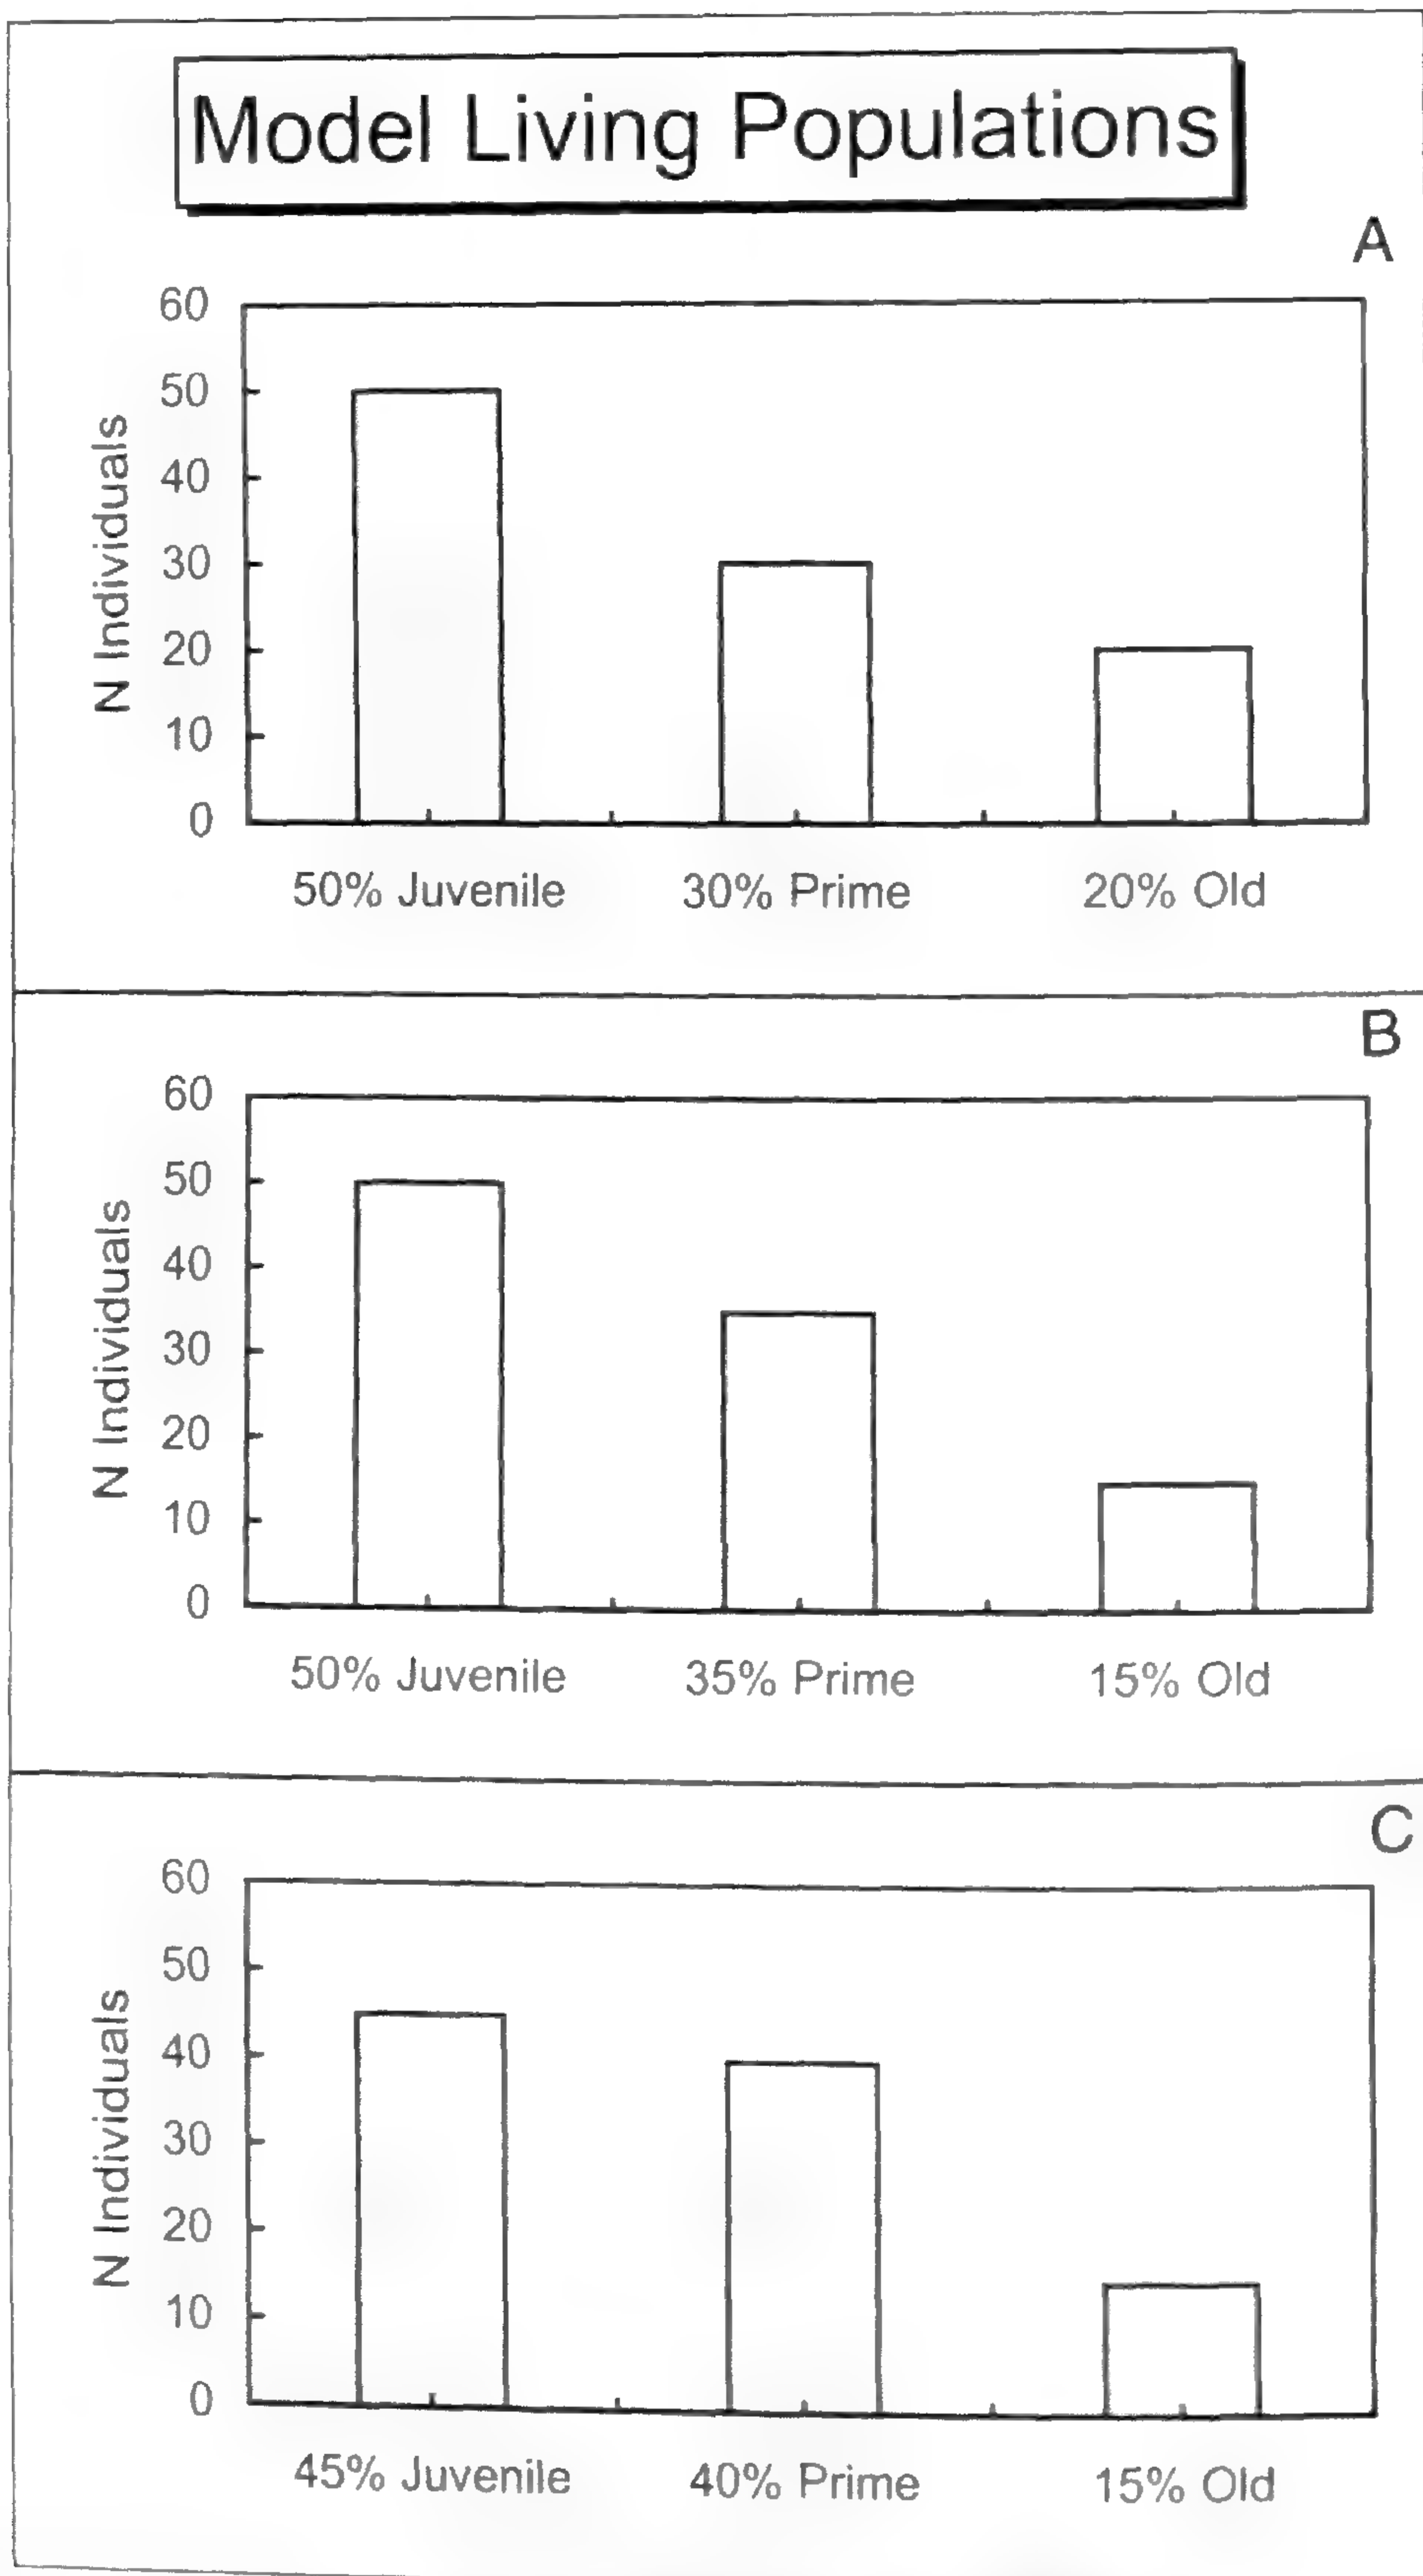 Model Living Populations
A
60
50
40
30
20
10
0
N Individuals
50% Juvenile 30% Prime 20% Old
B
60
50
40
30
20
10
0
N Individuals
50% Juvenile 35% Prime 15% Old
C
60
50
40
30
20
10
0
N Individuals
45% Juvenile 40% Prime 15% Old